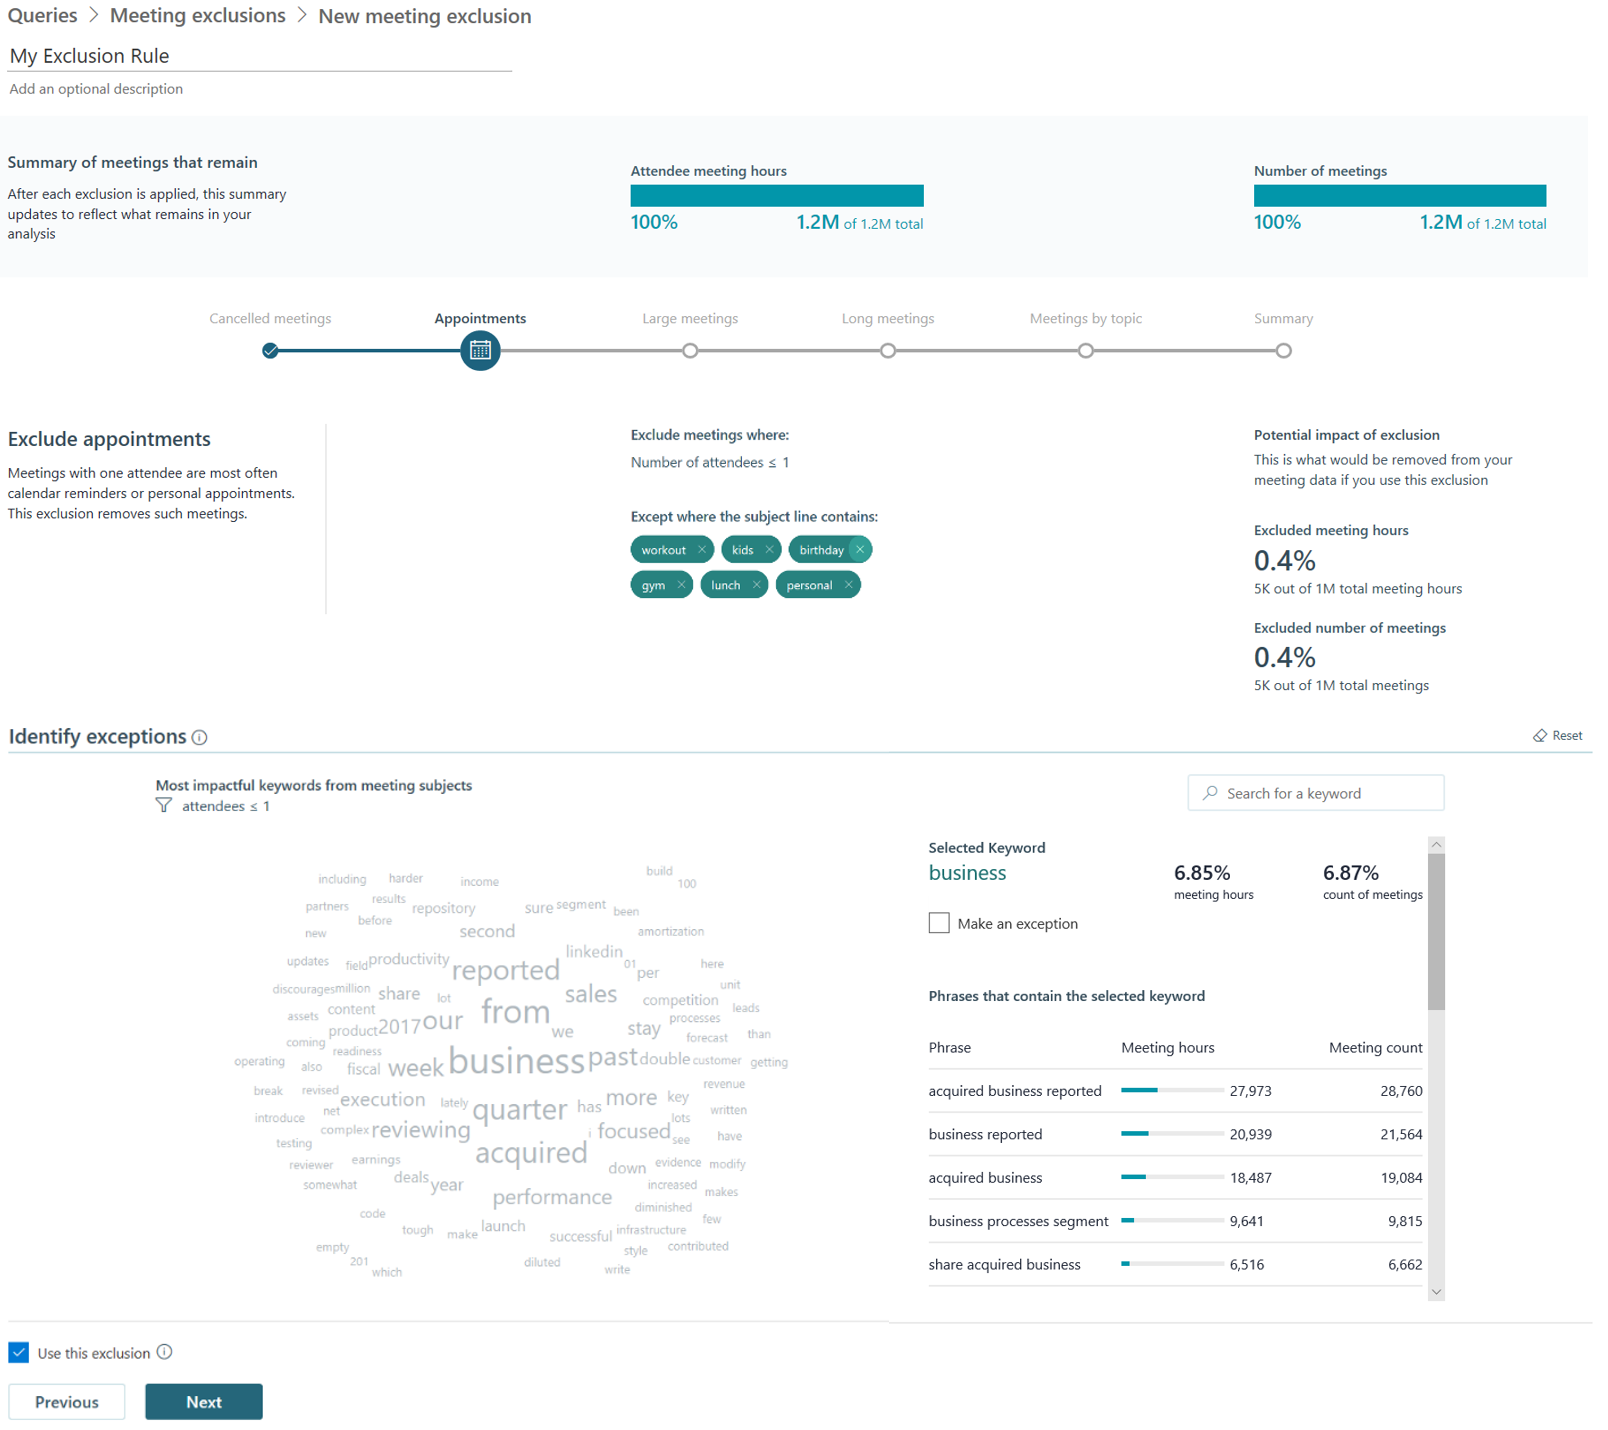 Queries > Meeting exclusions > New meeting exclusion
My Exclusion Rule
Add an optional description
Summary of meetings that remain
After each exclusion is applied, this summary
updates to reflect what remains in your
analysis
Attendee meeting hours
100% 1.2M of 1.2M total
Number of meetings
100% 1.2M of 1.2M total
Cancelled meetings Appointments Large meetings Long meetings Meetings by topic Summary
Exclude appointments
Meetings with one attendee are most often
calendar reminders or personal appointments.
This exclusion removes such meetings.
Exclude meetings where:
Number of attendees ≤ 1
Except where the subject line contains:
workout × kids × birthday ×
gym × lunch × personal ×
Potential impact of exclusion
This is what would be removed from your
meeting data if you use this exclusion
Excluded meeting hours
0.4%
5K out of 1M total meeting hours
Excluded number of meetings
0.4%
5K out of 1M total meetings
Identify exceptions
Reset
Most impactful keywords from meeting subjects
attendees ≤ 1
build
including harder income 100
partners results repository sure segment been
before
new second amortization
updates field productivity reported linkedin 01 per here
discourages million share lot from sales competition unit
assets content product 2017 our we stay processes leads
coming readiness forecast than
operating also fiscal week business past double customer getting
break revised execution lately quarter has more key revenue
introduce net lots written
testing complex reviewing acquired i focused see have
reviewer earnings down evidence modify
somewhat deals year performance increased makes
code diminished few
tough make launch successful infrastructure
empty style contributed
201 which diluted write
Search for a keyword
Selected Keyword
business
6.85%
meeting hours
6.87%
count of meetings
Make an exception
Phrases that contain the selected keyword
Phrase Meeting hours Meeting count
acquired business reported 27,973 28,760
business reported 20,939 21,564
acquired business 18,487 19,084
business processes segment 9,641 9,815
share acquired business 6,516 6,662
Use this exclusion
Previous Next